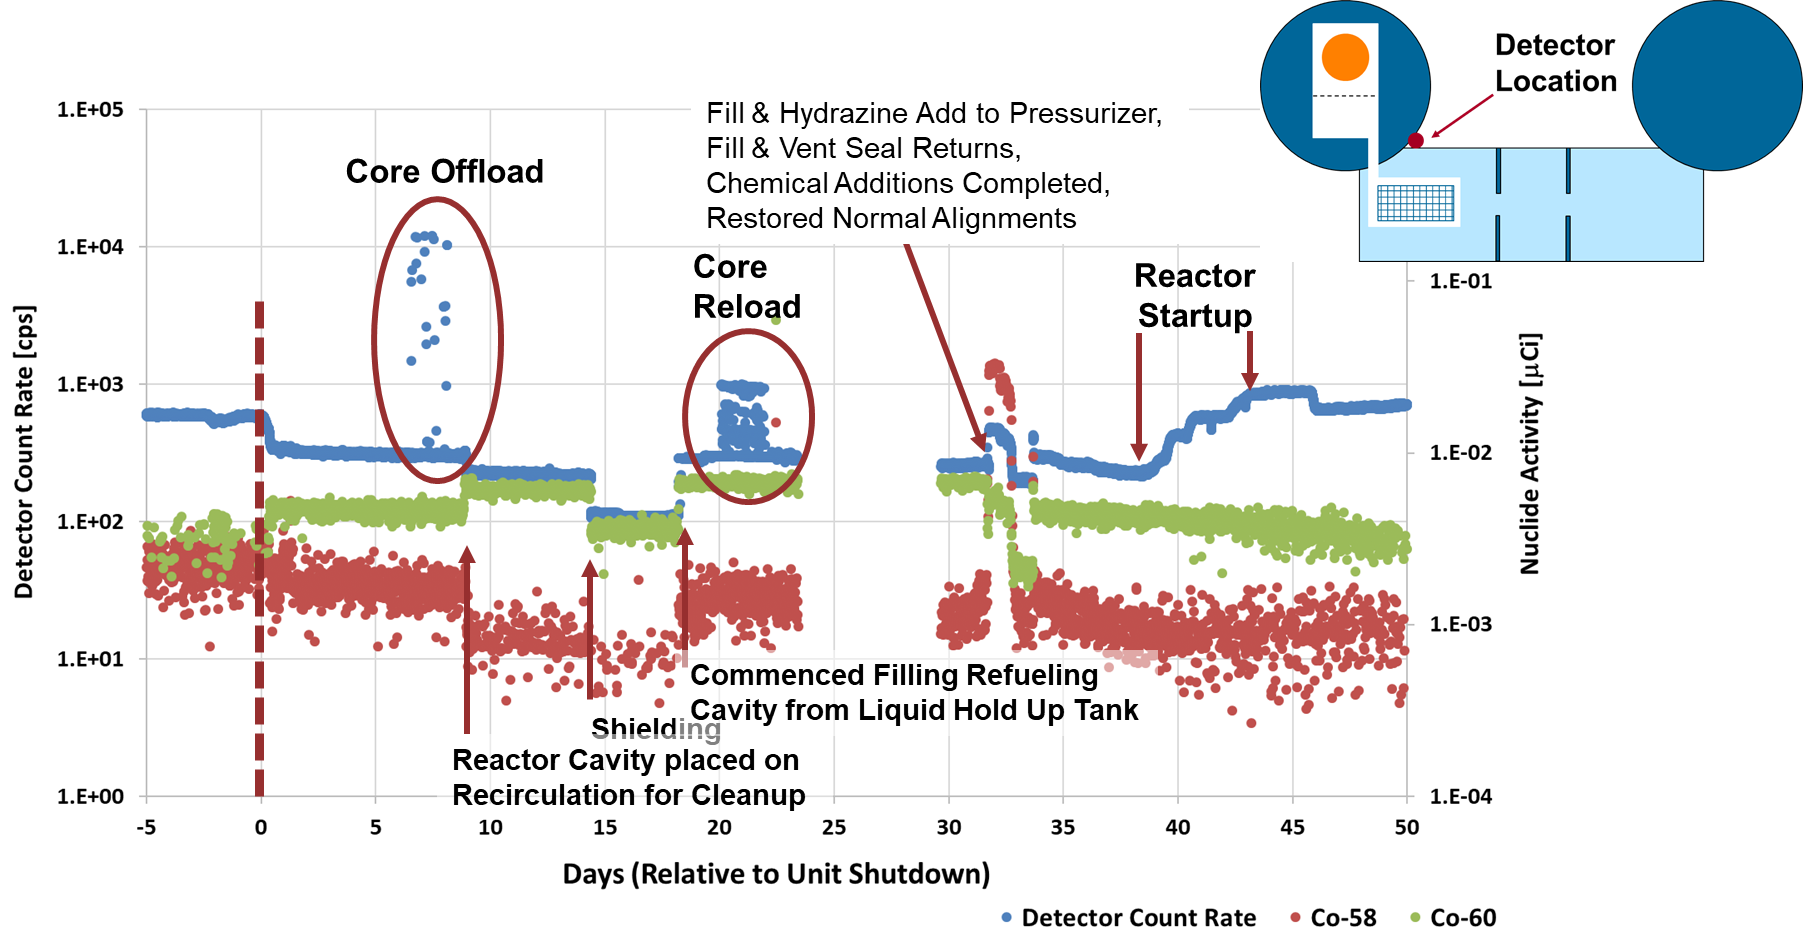 Detector
Location
Fill & Hydrazine Add to Pressurizer,
Fill & Vent Seal Returns,
Chemical Additions Completed,
Restored Normal Alignments
Core Offload
Core
Reload
Reactor
Startup
Commenced Filling Refueling
Cavity from Liquid Hold Up Tank
Shielding
Reactor Cavity placed on
Recirculation for Cleanup
Detector Count Rate [cps]
1.E+05
1.E+04
1.E+03
1.E+02
1.E+01
1.E+00
Nuclide Activity [µCi]
1.E-01
1.E-02
1.E-03
1.E-04
-5 0 5 10 15 20 25 30 35 40 45 50
Days (Relative to Unit Shutdown)
Detector Count Rate Co-58 Co-60